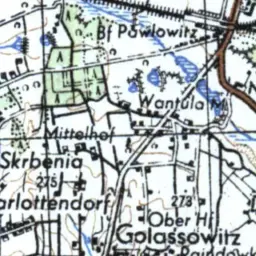 Bf Pawlowitz
Wantula M
Mittelhof
Skrbenia
275
arlottendorf
273
Ober Hf
Golassowitz